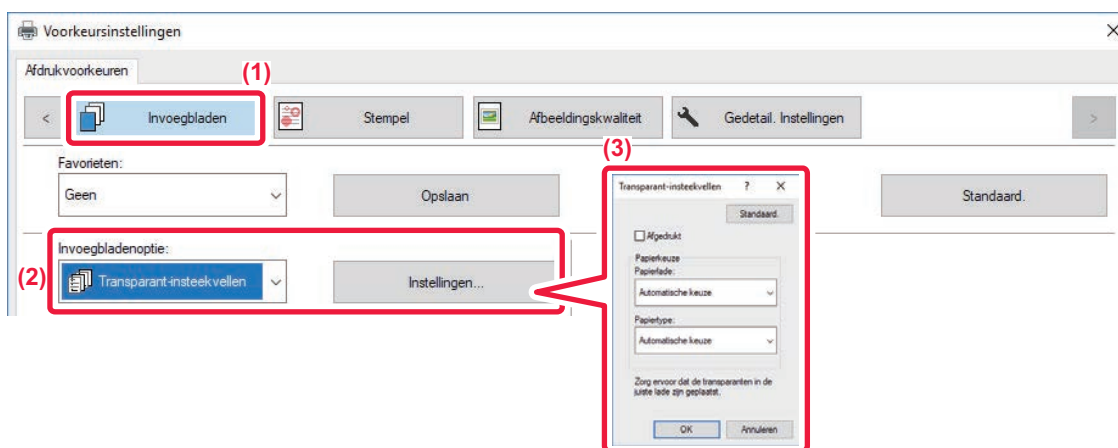 Voorkeursinstellingen
Afdrukvoorkeuren
(1)
< Invoegbladen Stempel Afbeeldingskwaliteit Gedetail. Instellingen >
(3)
Favorieten:
Geen Opslaan Standaard.
Invoegbladenoptie:
(2) Transparant-insteekvellen Instellingen...
Transparant-insteekvellen ? X
Standaard.
Afgedrukt
Papierkeuze
Papierlade:
Automatische keuze
Papiertype:
Automatische keuze
Zorg ervoor dat de transparanten in de
juiste lade zijn geplaatst.
OK Annuleren